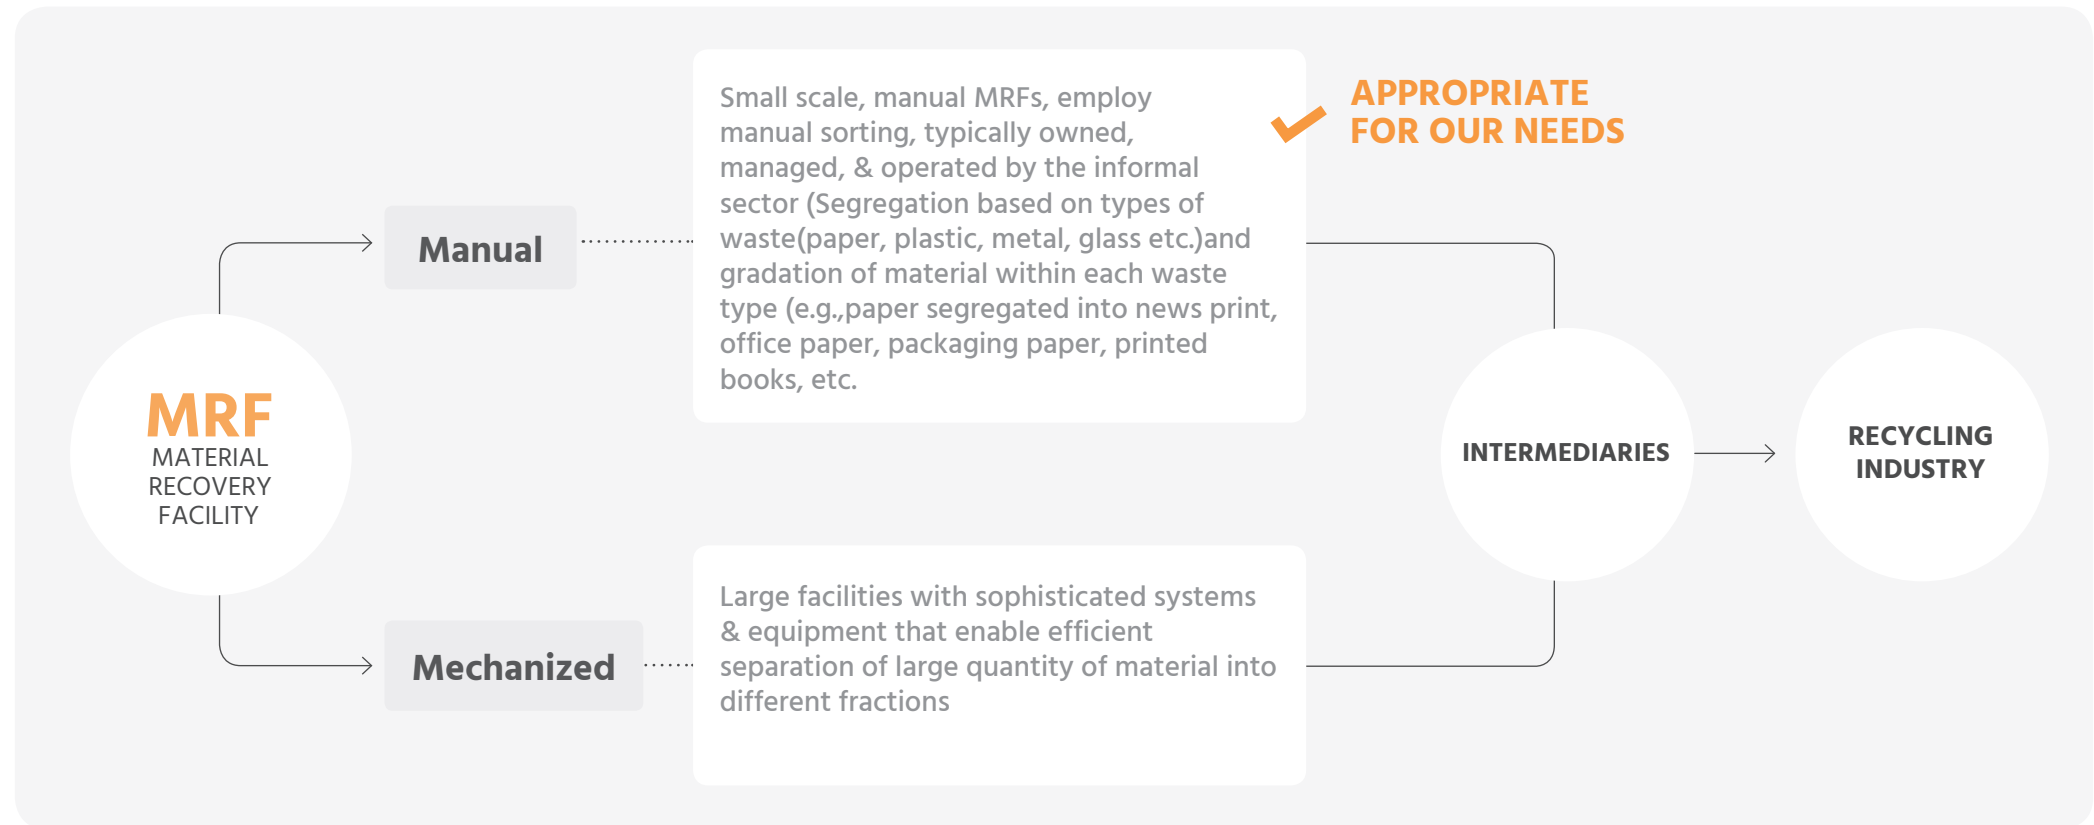 MRF
MATERIAL
RECOVERY
FACILITY
Manual
Small scale, manual MRFs, employ
manual sorting, typically owned,
managed, & operated by the informal
sector (Segregation based on types of
waste(paper, plastic, metal, glass etc.)and
gradation of material within each waste
type (e.g.,paper segregated into news print,
office paper, packaging paper, printed
books, etc.
APPROPRIATE
FOR OUR NEEDS
Mechanized
Large facilities with sophisticated systems
& equipment that enable efficient
separation of large quantity of material into
different fractions
INTERMEDIARIES
RECYCLING
INDUSTRY